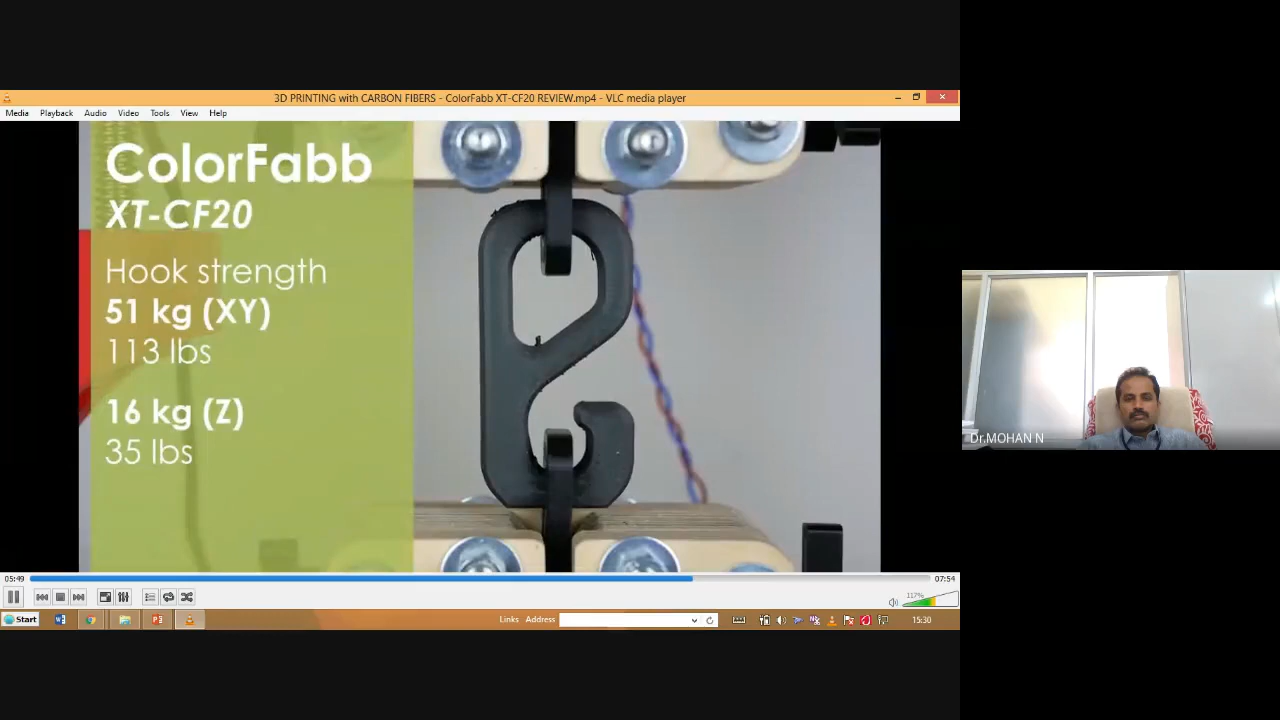 3D PRINTING with CARBON FIBERS - ColorFabb XT-CF20 REVIEW.mp4 - VLC media player
Media Playback Audio Video Tools View Help
ColorFabb
XT-CF20
Hook strength
51 kg (XY)
113 lbs
16 kg (Z)
35 lbs
Dr.MOHAN N
05:49
07:54
117%
Start
Links Address
15:30